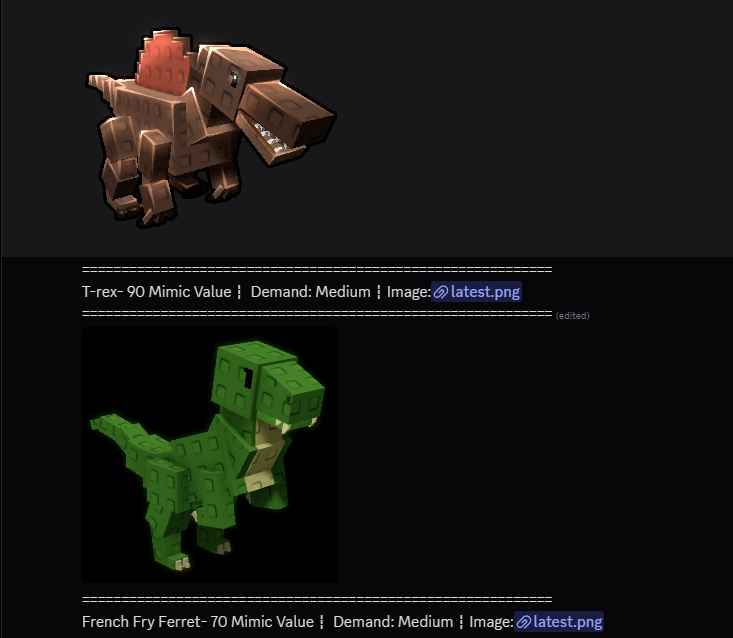 ===========================================================
T-rex- 90 Mimic Value ┇ Demand: Medium ┇ Image: latest.png
=========================================================== (edited)
===========================================================
French Fry Ferret- 70 Mimic Value ┇ Demand: Medium ┇ Image: latest.png